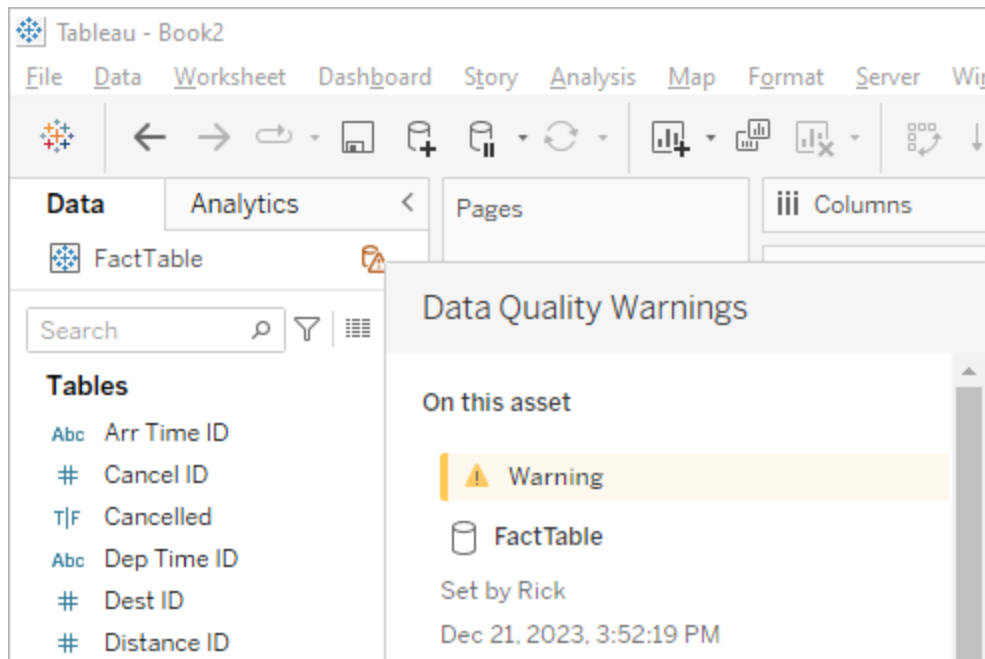 Tableau - Book2
File Data Worksheet Dashboard Story Analysis Map Format Server
Data Analytics
Pages
Columns
FactTable
Data Quality Warnings
Search
On this asset
Tables
Abc Arr Time ID
# Cancel ID
T|F Cancelled
Abc Dep Time ID
# Dest ID
# Distance ID
Warning
FactTable
Set by Rick
Dec 21, 2023, 3:52:19 PM